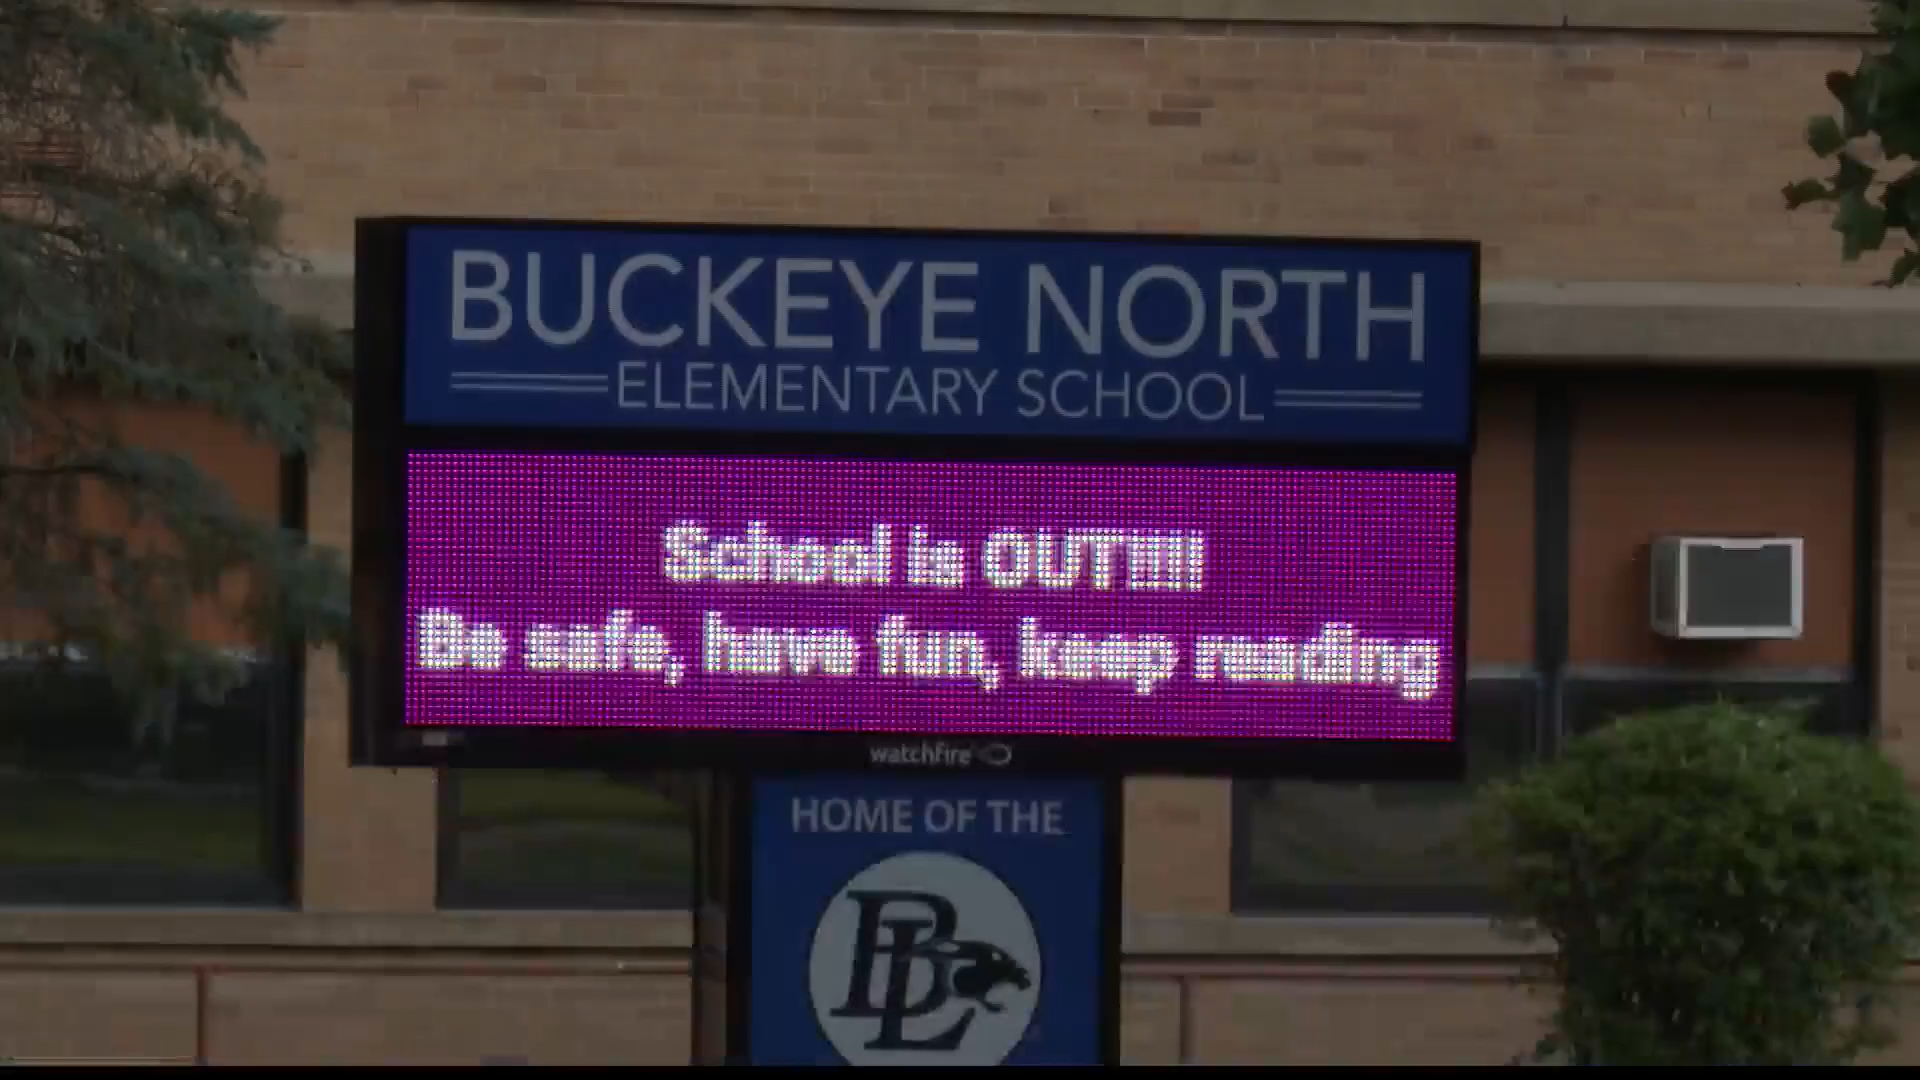 BUCKEYE NORTH
ELEMENTARY SCHOOL
School is OUT!!!!
Be safe, have fun, keep reading
watchfire
HOME OF THE
BL